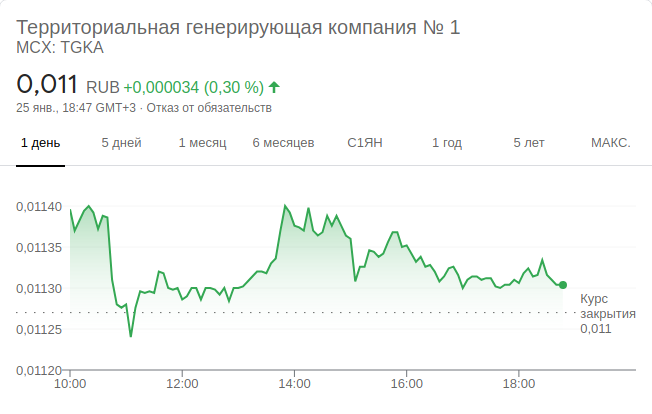 Территориальная генерирующая компания № 1
MCX: TGKA
0,011 RUB +0,000034 (0,30 %)
25 янв., 18:47 GMT+3 · Отказ от обязательств
1 день 5 дней 1 месяц 6 месяцев С1ЯН 1 год 5 лет МАКС.
0,01140
0,01135
0,01130
0,01125
0,01120
Курс
закрытия
0,011
10:00 12:00 14:00 16:00 18:00